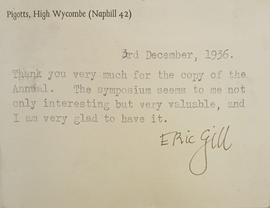 Pigotts, High Wycombe (Naphill 42)
3rd December, 1936.
Thank you very much for the copy of the
Annual. The symposium seems to me not
only interesting but very valuable, and
I am very glad to have it.
Eric Gill